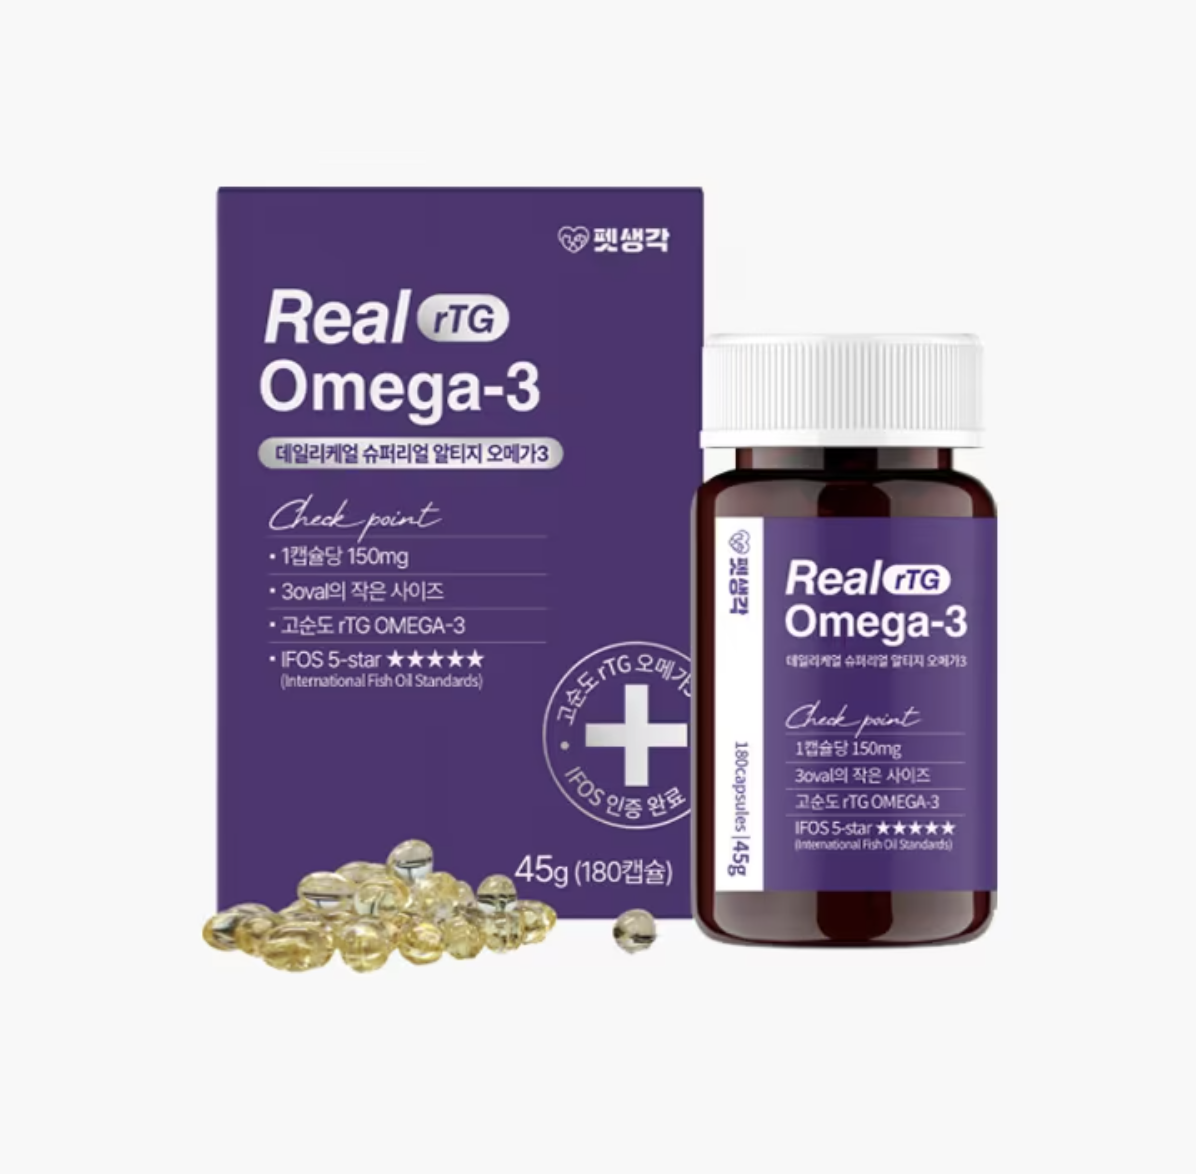 펫생각
Real rTG
Omega-3
데일리케얼 슈퍼리얼 알티지 오메가3
Check point
• 1캡슐당 150mg
• 3oval의 작은 사이즈
• 고순도 rTG OMEGA-3
• IFOS 5-star ★★★★★
(International Fish Oil Standards)
고순도 rTG 오메가3
• IFOS 인증 완료
45g (180캡슐)
펫생각
180capsules | 45g
Real rTG
Omega-3
데일리케얼 슈퍼리얼 알티지 오메가3
Check point
1캡슐당 150mg
3oval의 작은 사이즈
고순도 rTG OMEGA-3
IFOS 5-star ★★★★★
(International Fish Oil Standards)